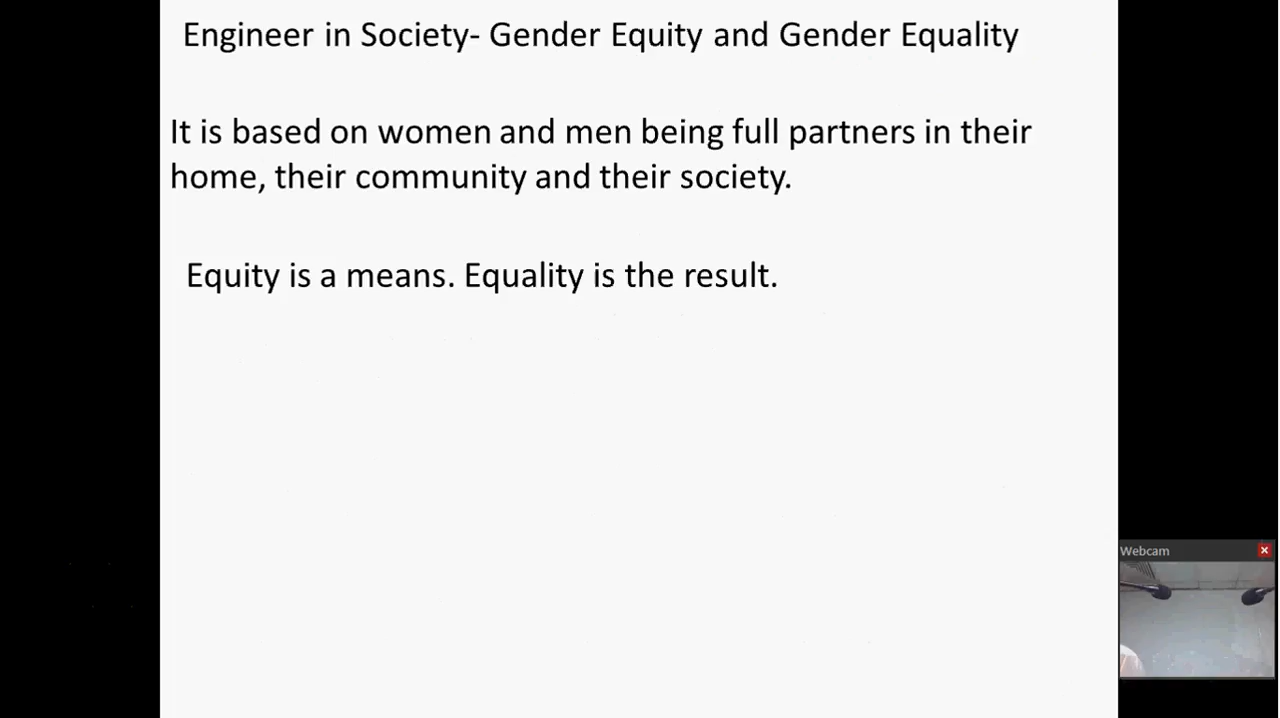 Engineer in Society- Gender Equity and Gender Equality
It is based on women and men being full partners in their
home, their community and their society.
Equity is a means. Equality is the result.
Webcam